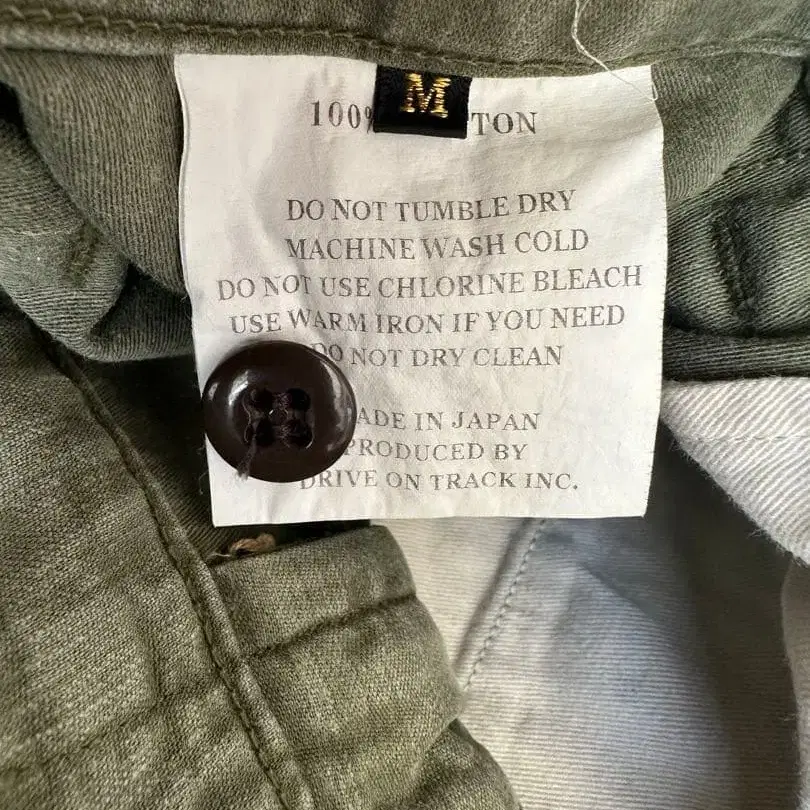 M
100% TON
DO NOT TUMBLE DRY
MACHINE WASH COLD
DO NOT USE CHLORINE BLEACH
USE WARM IRON IF YOU NEED
DO NOT DRY CLEAN
ADE IN JAPAN
PRODUCED BY
DRIVE ON TRACK INC.